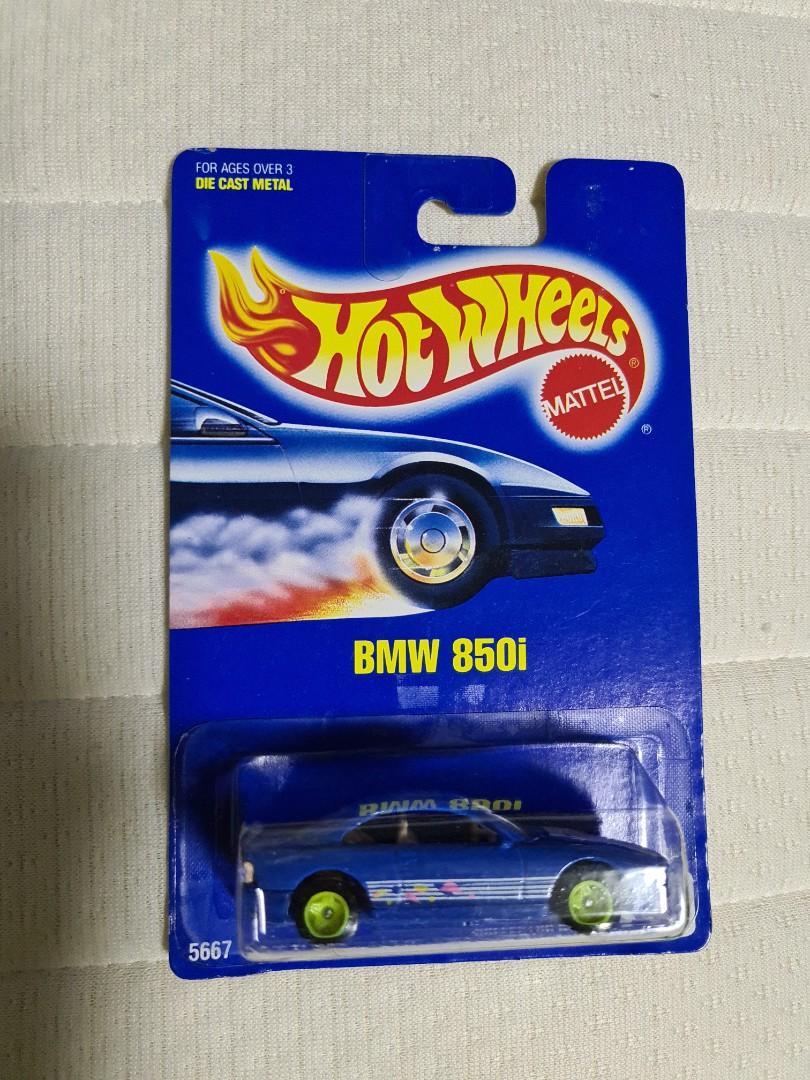 FOR AGES OVER 3
DIE CAST METAL
HOT WHEELS
®
MATTEL
®
BMW 850i
BMW 850i
5667